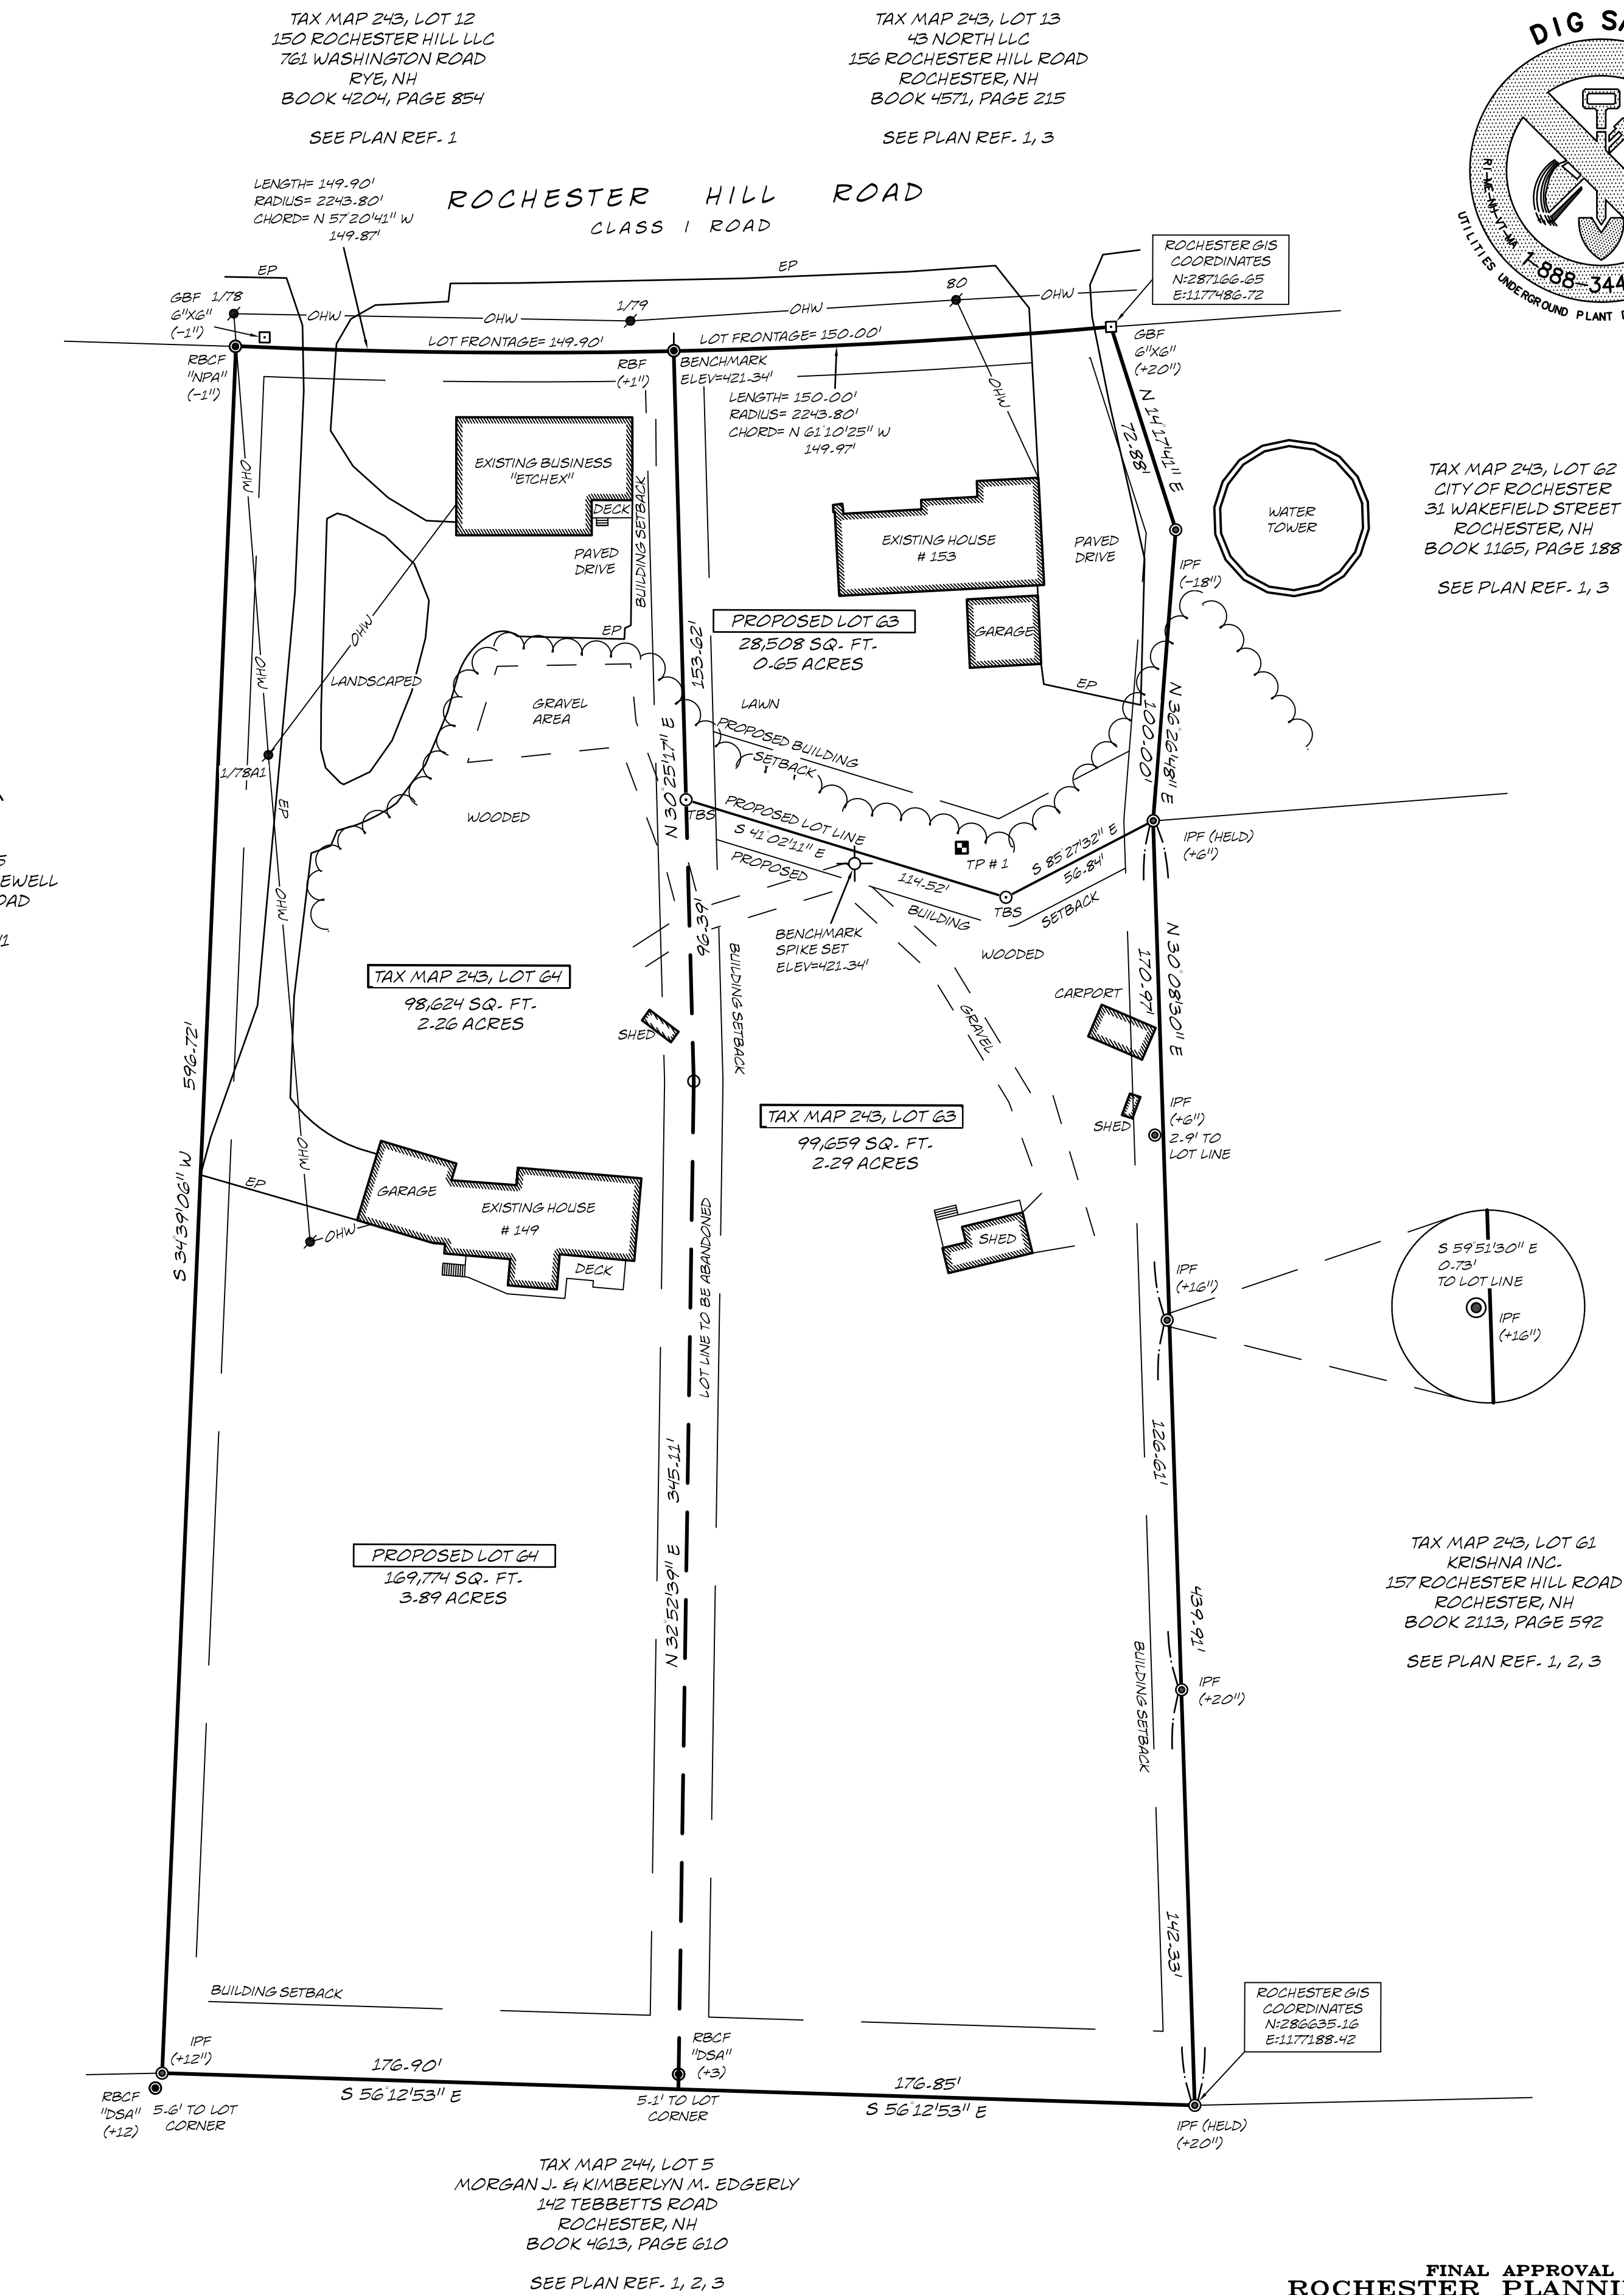 TAX MAP 243, LOT 12
150 ROCHESTER HILL LLC
761 WASHINGTON ROAD
RYE, NH
BOOK 4204, PAGE 854
SEE PLAN REF. 1
TAX MAP 243, LOT 13
43 NORTH LLC
156 ROCHESTER HILL ROAD
ROCHESTER, NH
BOOK 4571, PAGE 215
SEE PLAN REF. 1, 3
DIG
RI-ME-NH-VT-MA
1-888-344
UTILITIES UNDERGROUND PLANT
LENGTH= 149.90'
RADIUS= 2243.80'
CHORD= N 57°20'41" W
149.87'
ROCHESTER HILL ROAD
CLASS 1 ROAD
ROCHESTER GIS
COORDINATES
N:287166.65
E:1177486.72
EP
EP
GBF
6"X6"
(-1")
1/78
OHW
OHW
1/79
OHW
80
OHW
LOT FRONTAGE= 149.90'
LOT FRONTAGE= 150.00'
RBCF
"NPA"
(-1")
RBF
(+1")
BENCHMARK
ELEV=421.34'
GBF
6"X6"
(+20")
LENGTH= 150.00'
RADIUS= 2243.80'
CHORD= N 61°10'25" W
149.97'
OHW
N 14°17'41" E
72.88'
OHW
EXISTING BUSINESS
"ETCHEX"
DECK
PAVED
DRIVE
BUILDING SETBACK
EXISTING HOUSE
# 153
PAVED
DRIVE
WATER
TOWER
TAX MAP 243, LOT 62
CITY OF ROCHESTER
31 WAKEFIELD STREET
ROCHESTER, NH
BOOK 1165, PAGE 188
SEE PLAN REF. 1, 3
IPF
(-18")
GARAGE
EP
OHW
OHW
LANDSCAPED
GRAVEL
AREA
153.62'
N 30°25'17" E
PROPOSED LOT 63
28,508 SQ. FT.
0.65 ACRES
LAWN
EP
PROPOSED BUILDING
SETBACK
100.00'
N 36°26'48" E
1/78A1
EP
WOODED
TBS
PROPOSED LOT LINE
S 41°02'11" E
114.52'
PROPOSED
BUILDING
SETBACK
TP # 1
S 85°27'32" E
56.84'
TBS
IPF (HELD)
(+6")
EWELL
OHW
96.39'
BENCHMARK
SPIKE SET
ELEV=421.34'
WOODED
N 30°08'30" E
170.97'
TAX MAP 243, LOT 64
98,624 SQ. FT.
2.26 ACRES
SHED
BUILDING SETBACK
GRAVEL
CARPORT
SHED
IPF
(+6")
2.9' TO
LOT LINE
596.72'
S 34°39'06" W
TAX MAP 243, LOT 63
99,659 SQ. FT.
2.29 ACRES
OHW
EP
GARAGE
EXISTING HOUSE
# 149
OHW
DECK
LOT LINE TO BE ABANDONED
SHED
IPF
(+16")
S 59°51'30" E
0.73'
TO LOT LINE
IPF
(+16")
126.61'
345.11'
N 32°52'39" E
PROPOSED LOT 64
169,774 SQ. FT.
3.89 ACRES
439.91'
BUILDING SETBACK
IPF
(+20")
TAX MAP 243, LOT 61
KRISHNA INC.
157 ROCHESTER HILL ROAD
ROCHESTER, NH
BOOK 2113, PAGE 592
SEE PLAN REF. 1, 2, 3
142.33'
BUILDING SETBACK
ROCHESTER GIS
COORDINATES
N:286635.16
E:1177188.42
IPF
(+12")
176.90'
S 56°12'53" E
RBCF
"DSA"
(+3)
176.85'
S 56°12'53" E
RBCF
"DSA"
(+12)
5.6' TO LOT
CORNER
5.1' TO LOT
CORNER
IPF (HELD)
(+20")
TAX MAP 244, LOT 5
MORGAN J. & KIMBERLYN M. EDGERLY
142 TEBBETTS ROAD
ROCHESTER, NH
BOOK 4613, PAGE 610
SEE PLAN REF. 1, 2, 3
FINAL APPROVAL
ROCHESTER